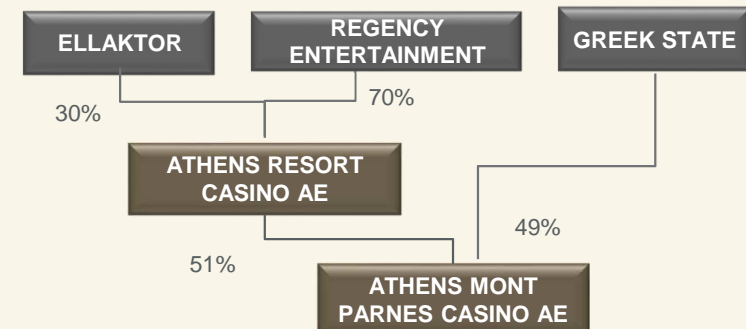 ELLAKTOR
REGENCY
ENTERTAINMENT
GREEK STATE
30%
70%
ATHENS RESORT
CASINO AE
51%
49%
ATHENS MONT
PARNES CASINO AE